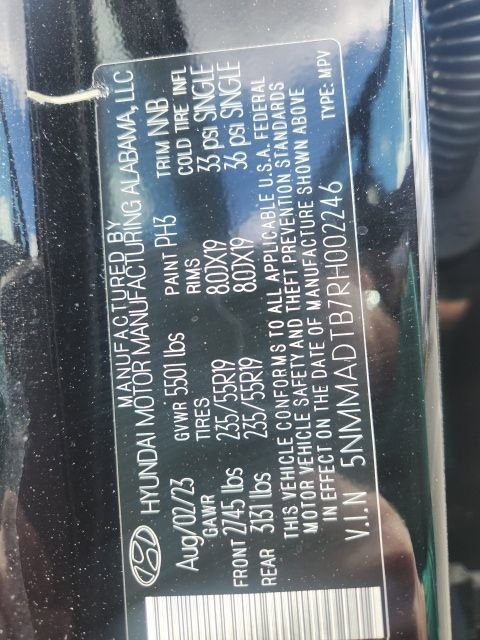 MANUFACTURED BY
HYUNDAI MOTOR MANUFACTURING ALABAMA, LLC
Aug/02/23 GVWR 5501 lbs PAINT PH3 TRIM NNB
GAWR TIRES RIMS COLD TIRE INFL
FRONT 2745 lbs 235/55R19 8.0JX19 33 psi SINGLE
REAR 3131 lbs 235/55R19 8.0JX19 36 psi SINGLE
THIS VEHICLE CONFORMS TO ALL APPLICABLE U.S.A. FEDERAL
MOTOR VEHICLE SAFETY AND THEFT PREVENTION STANDARDS
IN EFFECT ON THE DATE OF MANUFACTURE SHOWN ABOVE
V.I.N 5NMMADTB7RH002246 TYPE: MPV